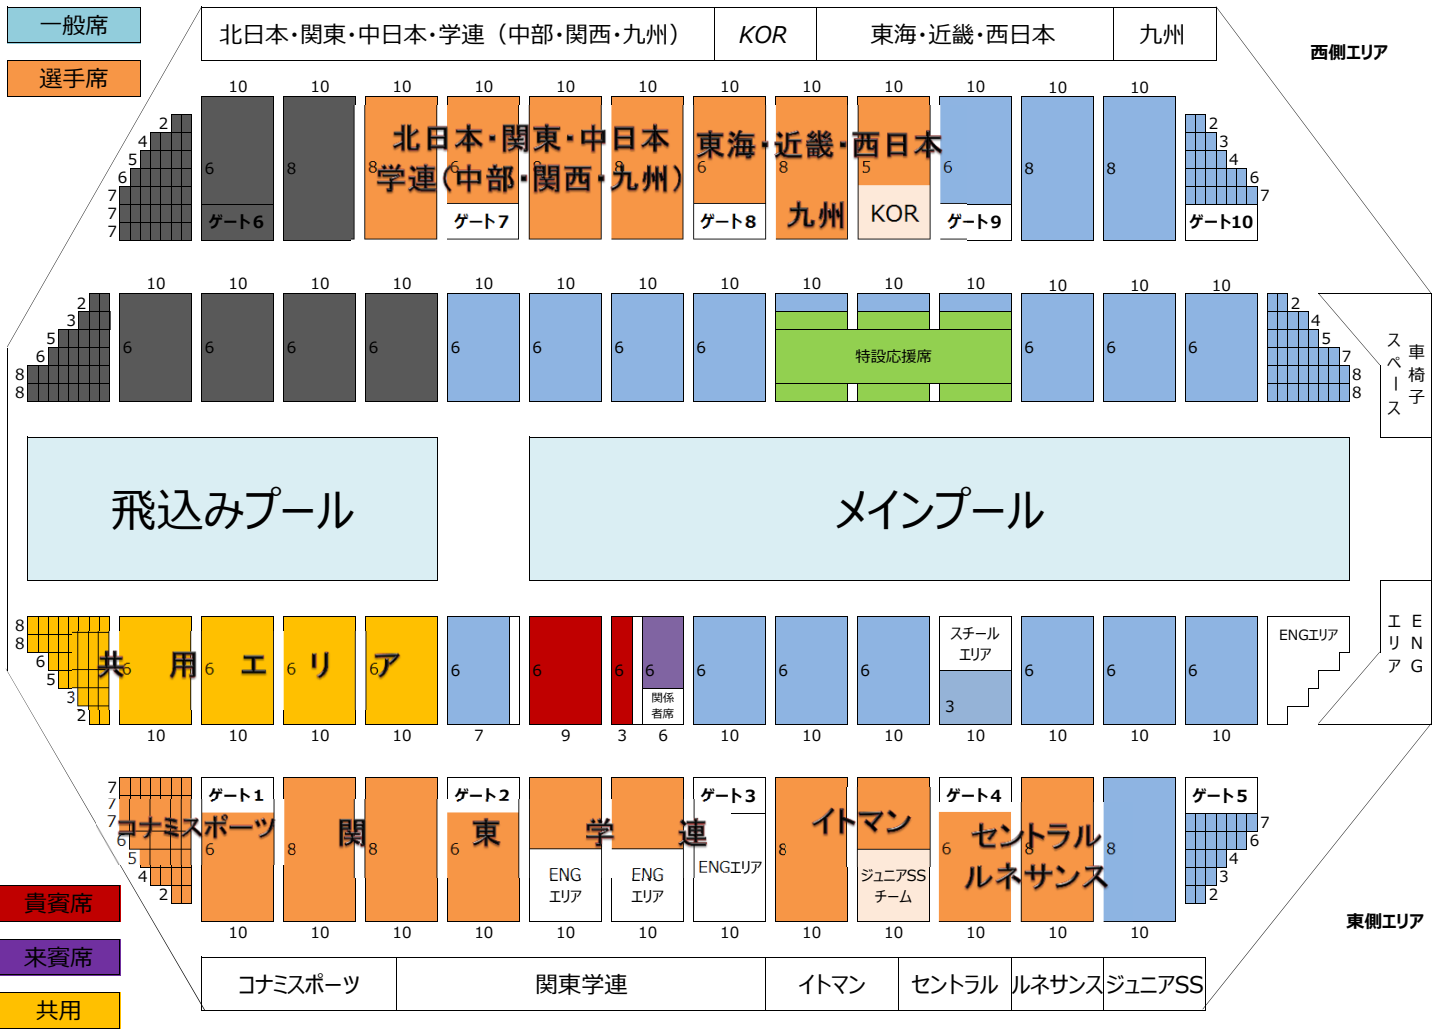 一般席
選手席
北日本・関東・中日本・学連（中部・関西・九州）
KOR
東海・近畿・西日本
九州
西側エリア
10 10 10 10 10 10 10 10 10 10 10 10
2
4
5
6
7
7
7
6 8 8 6 8 8 6 8 5 6 8 8
北日本・関東・中日本
学連(中部・関西・九州)
東海・近畿・西日本
九州
KOR
ゲート6
ゲート7
ゲート8
ゲート9
ゲート10
2
3
4
6
7
10 10 10 10 10 10 10 10 10 10 10 10 10 10
2
3
5
6
8
8
6 6 6 6 6 6 6 6 6 6 6
特設応援席
2
4
5
7
8
8
車椅子
スペース
飛込みプール
メインプール
8
8
6
5
3
2
共用エリア
6 6 6 6 6 6 3 6 6 6 6 3 6 6 6
関係
者席
スチール
エリア
ENGエリア
ENG
エリア
10 10 10 10 7 9 3 6 10 10 10 10 10 10 10
7
7
7
6
5
4
2
コナミスポーツ
ゲート1
ゲート2
ゲート3
ゲート4
ゲート5
関東学連
イトマン
セントラル
ルネサンス
6 8 8 6 8 6 8 8
ENG
エリア
ENG
エリア
ENGエリア
ジュニアSS
チーム
7
6
4
3
2
10 10 10 10 10 10 10 10 10 10 10 10
東側エリア
貴賓席
来賓席
共用
コナミスポーツ
関東学連
イトマン
セントラル
ルネサンス
ジュニアSS